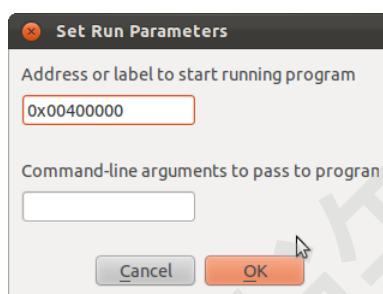 Set Run Parameters
Address or label to start running program
0x00400000
Command-line arguments to pass to program
Cancel OK